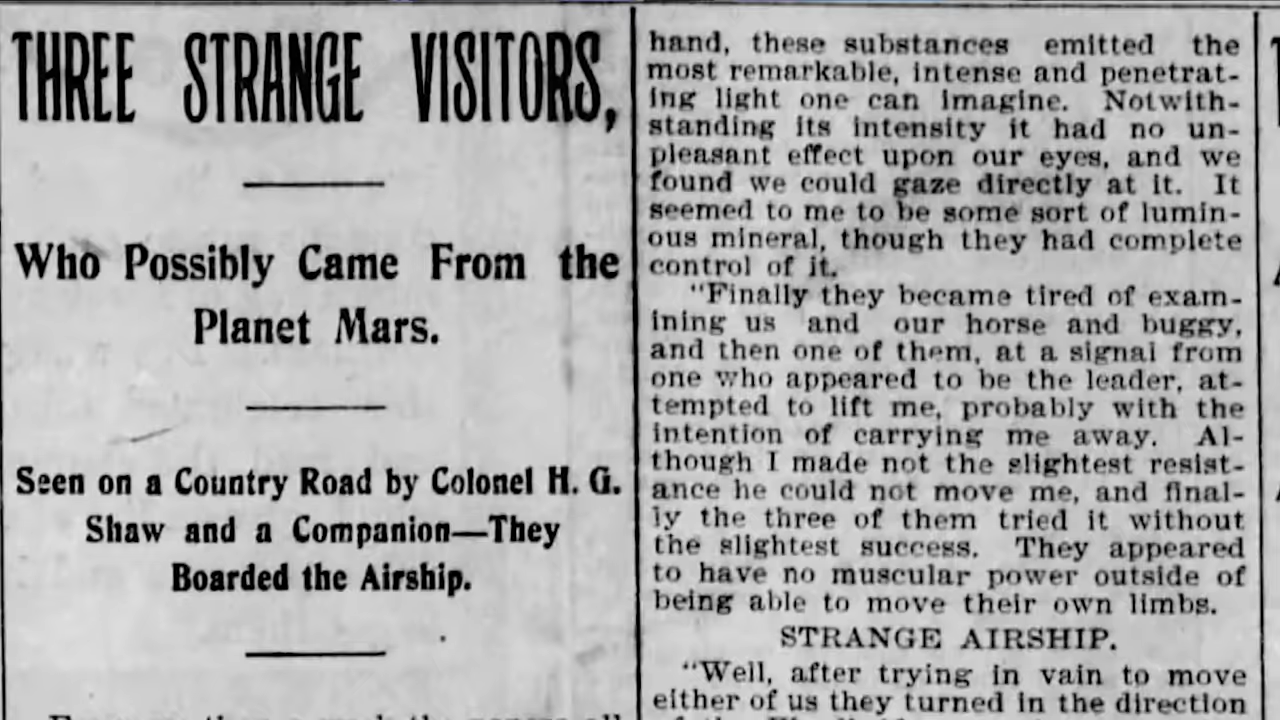 THREE STRANGE VISITORS,
Who Possibly Came From the
Planet Mars.
Seen on a Country Road by Colonel H. G.
Shaw and a Companion—They
Boarded the Airship.
hand, these substances emitted the
most remarkable, intense and penetrat-
ing light one can imagine. Notwith-
standing its intensity it had no un-
pleasant effect upon our eyes, and we
found we could gaze directly at it. It
seemed to me to be some sort of lumin-
ous mineral, though they had complete
control of it.
"Finally they became tired of exam-
ining us and our horse and buggy,
and then one of them, at a signal from
one who appeared to be the leader, at-
tempted to lift me, probably with the
intention of carrying me away. Al-
though I made not the slightest resist-
ance he could not move me, and final-
ly the three of them tried it without
the slightest success. They appeared
to have no muscular power outside of
being able to move their own limbs.
STRANGE AIRSHIP.
"Well, after trying in vain to move
either of us they turned in the direction